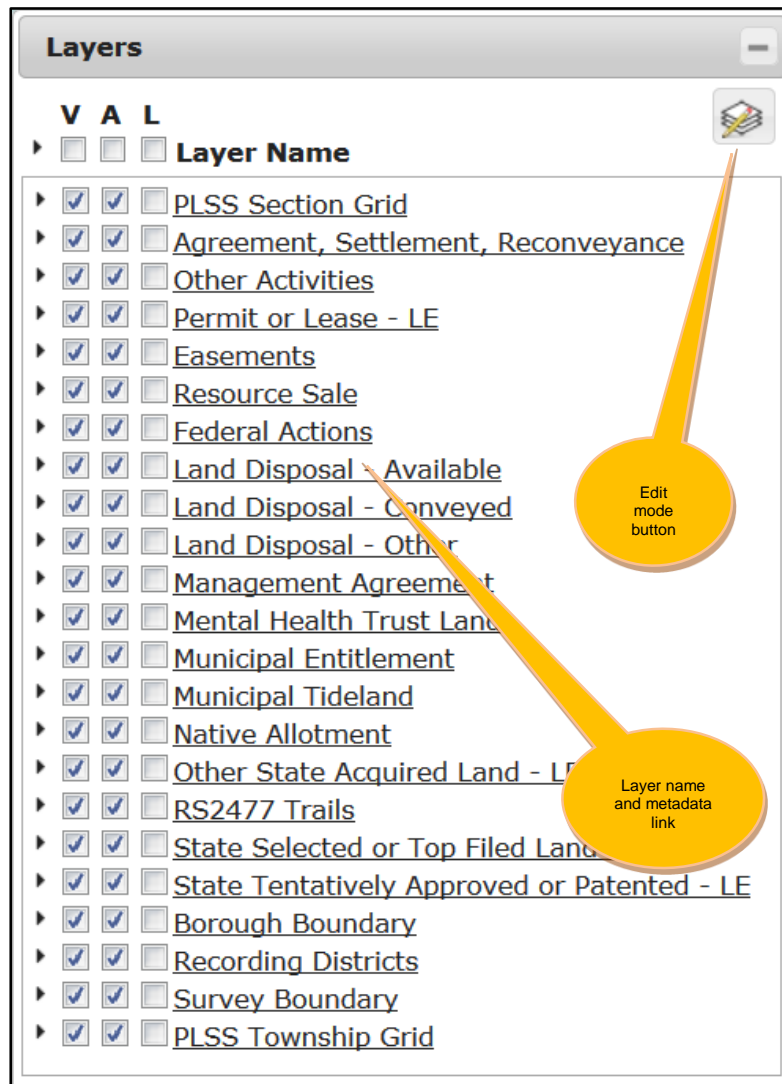 Layers
V A L
Layer Name
PLSS Section Grid
Agreement, Settlement, Reconveyance
Other Activities
Permit or Lease - LE
Easements
Resource Sale
Federal Actions
Land Disposal - Available
Land Disposal - Conveyed
Land Disposal - Other
Management Agreement
Mental Health Trust Land
Municipal Entitlement
Municipal Tideland
Native Allotment
Other State Acquired Land - LE
RS2477 Trails
State Selected or Top Filed Land
State Tentatively Approved or Patented - LE
Borough Boundary
Recording Districts
Survey Boundary
PLSS Township Grid
Edit
mode
button
Layer name
and metadata
link